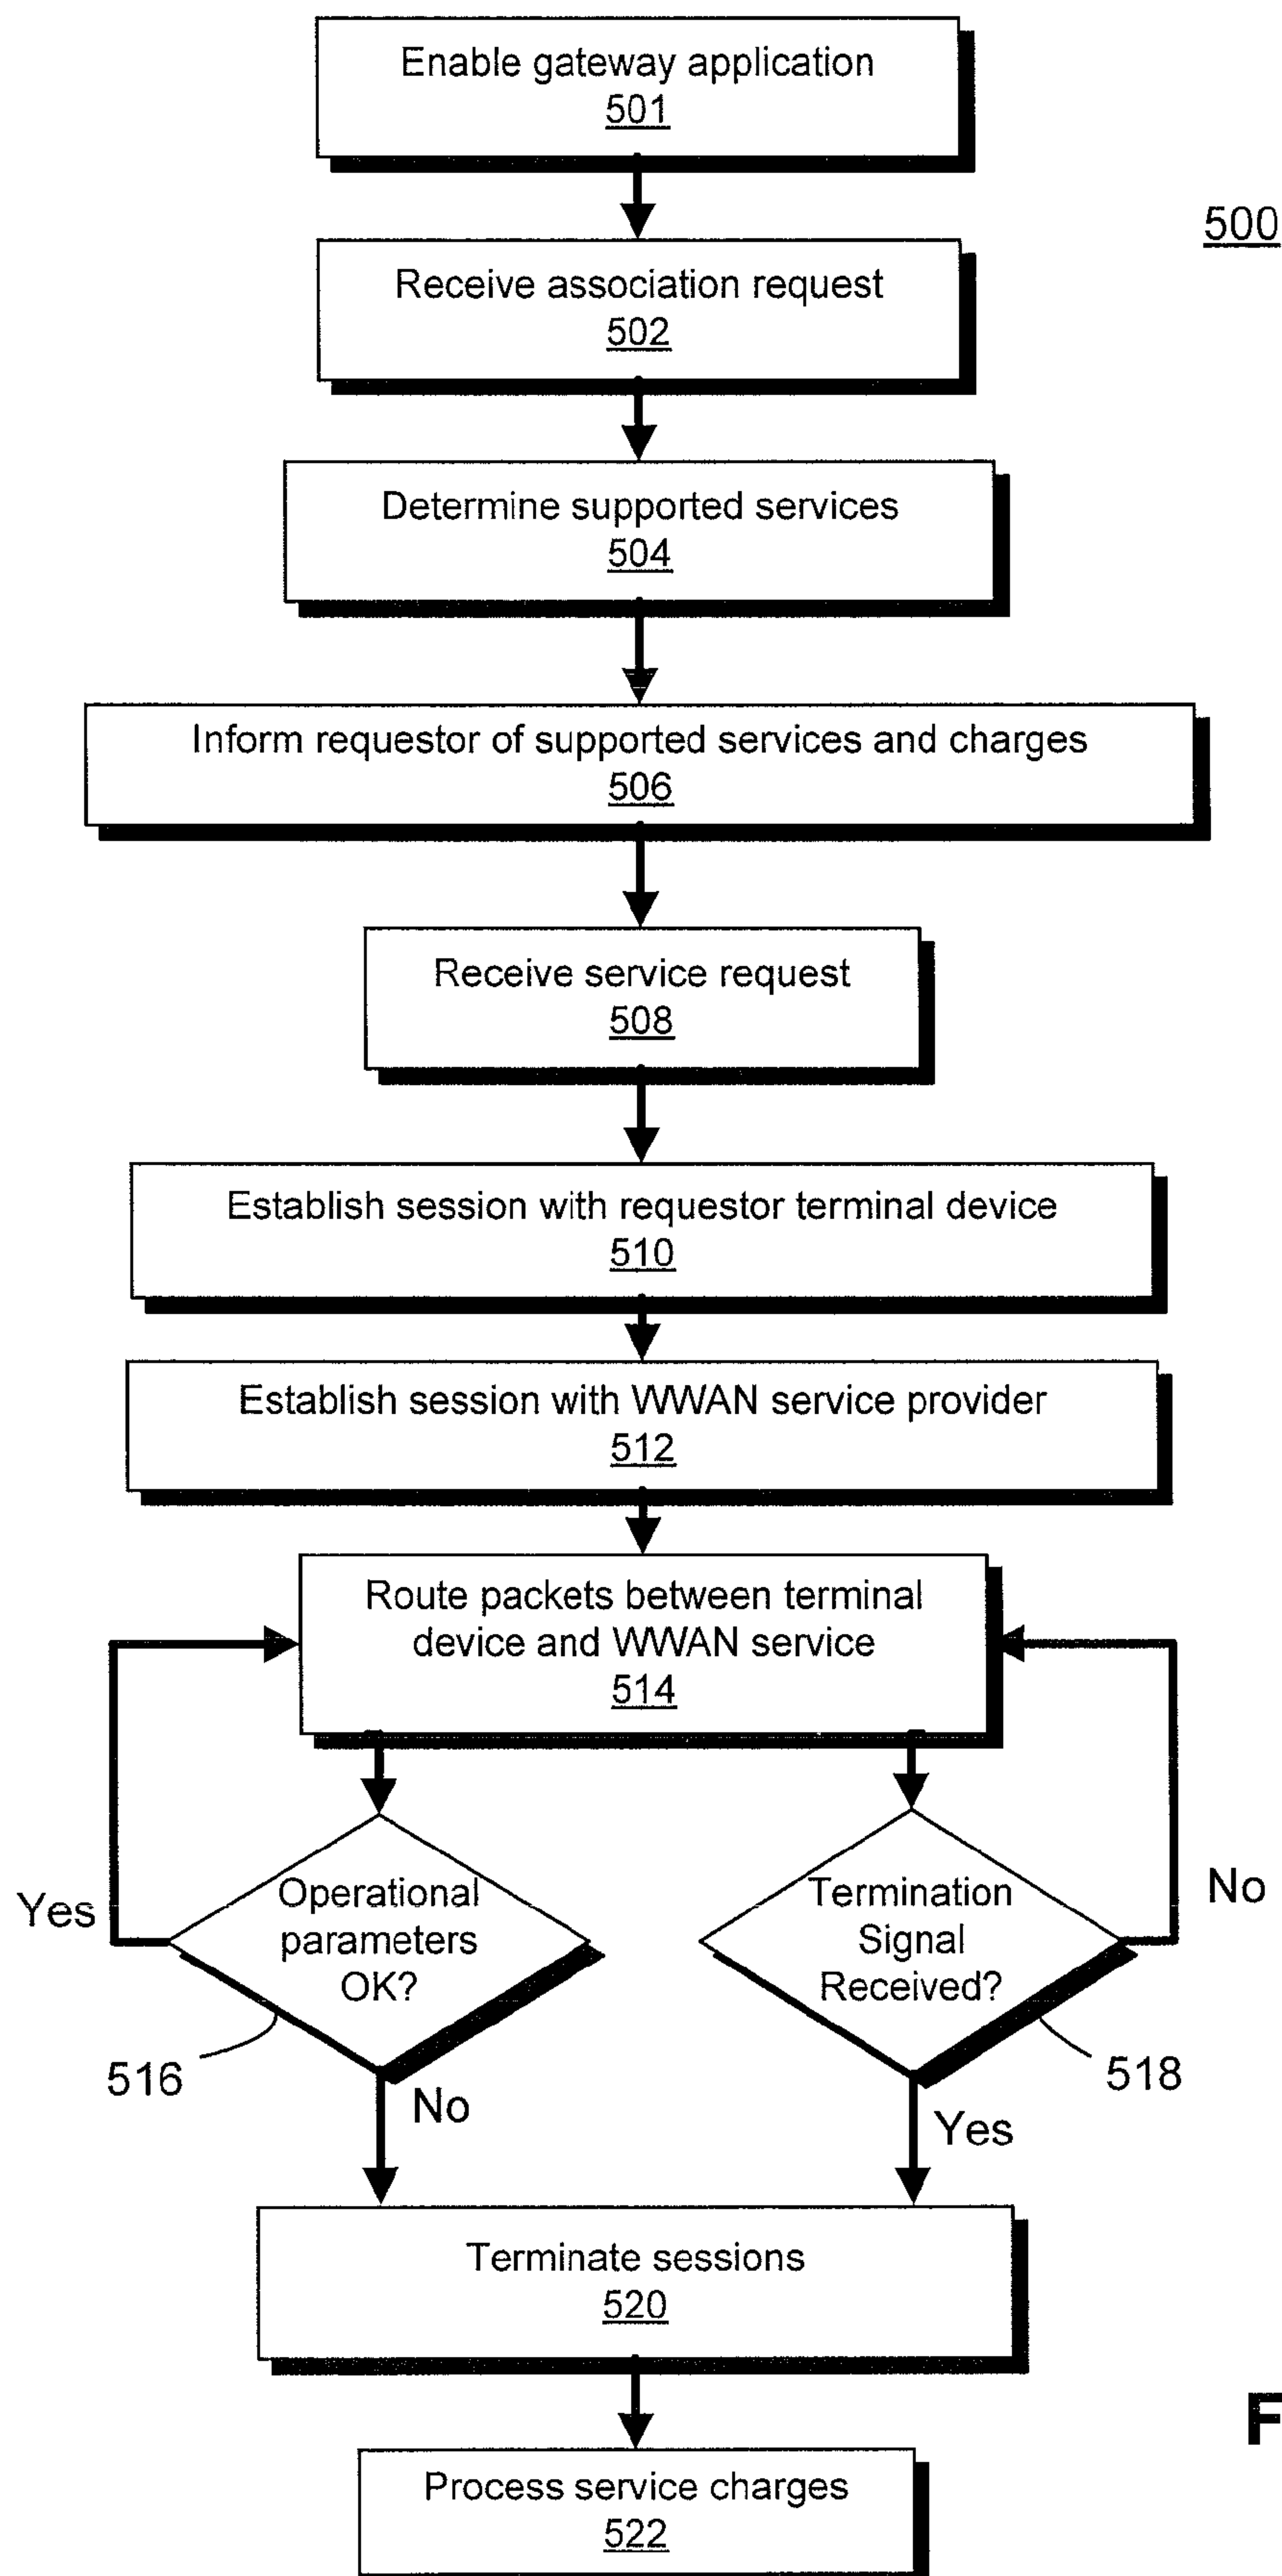 Enable gateway application
501
500
Receive association request
502
Determine supported services
504
Inform requestor of supported services and charges
506
Receive service request
508
Establish session with requestor terminal device
510
Establish session with WWAN service provider
512
Route packets between terminal
device and WWAN service
514
Yes
Operational
parameters
OK?
516
No
Termination
Signal
Received?
No
518
Yes
Terminate sessions
520
F
Process service charges
522